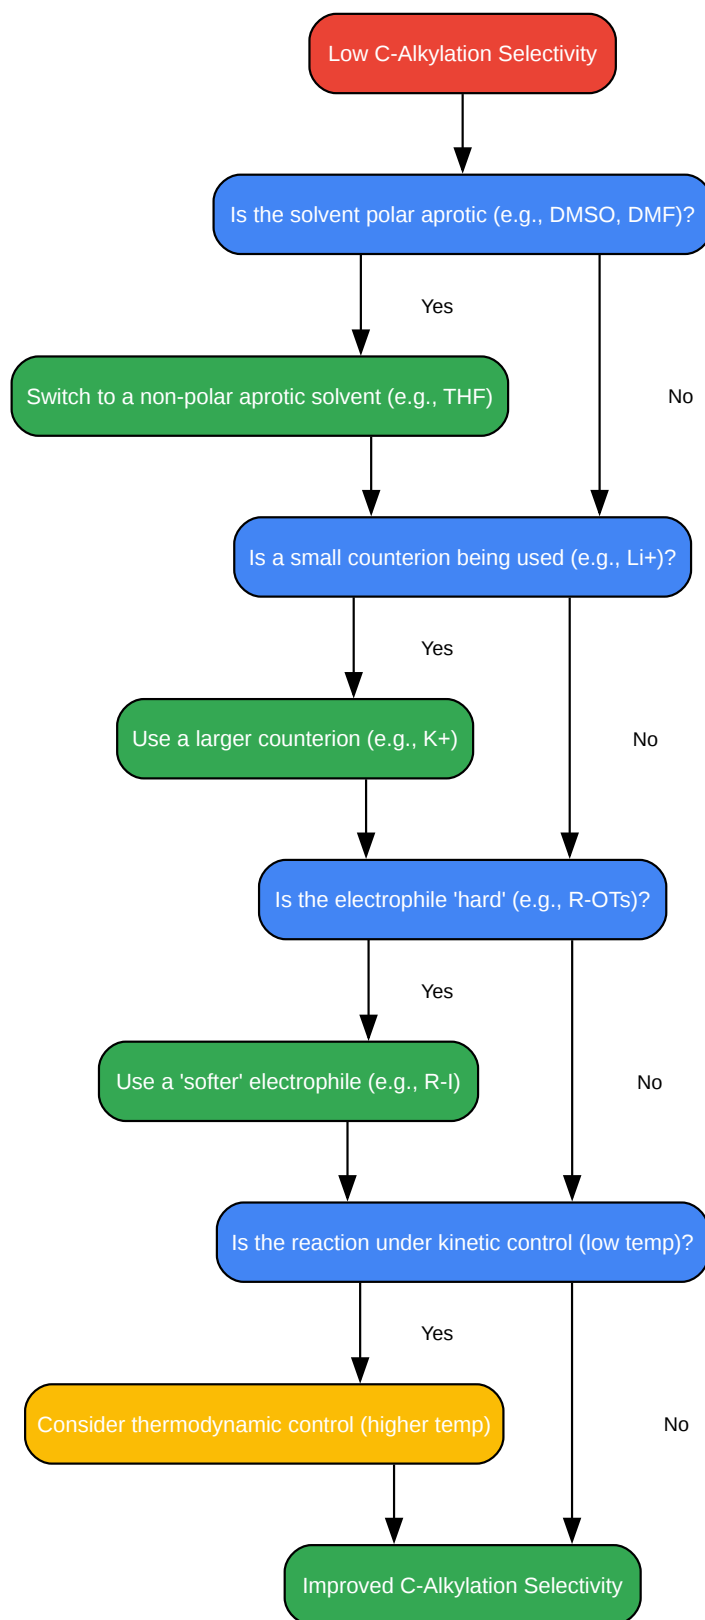 Low C-Alkylation Selectivity
Is the solvent polar aprotic (e.g., DMSO, DMF)?
Yes
Switch to a non-polar aprotic solvent (e.g., THF)
No
Is a small counterion being used (e.g., Li+)?
Yes
Use a larger counterion (e.g., K+)
No
Is the electrophile 'hard' (e.g., R-OTs)?
Yes
Use a 'softer' electrophile (e.g., R-I)
No
Is the reaction under kinetic control (low temp)?
Yes
Consider thermodynamic control (higher temp)
No
Improved C-Alkylation Selectivity